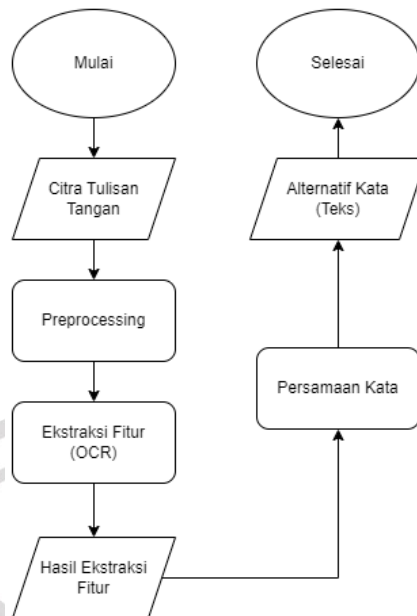 Mulai
Citra Tulisan
Tangan
Preprocessing
Ekstraksi Fitur
(OCR)
Hasil Ekstraksi
Fitur
Persamaan Kata
Alternatif Kata
(Teks)
Selesai